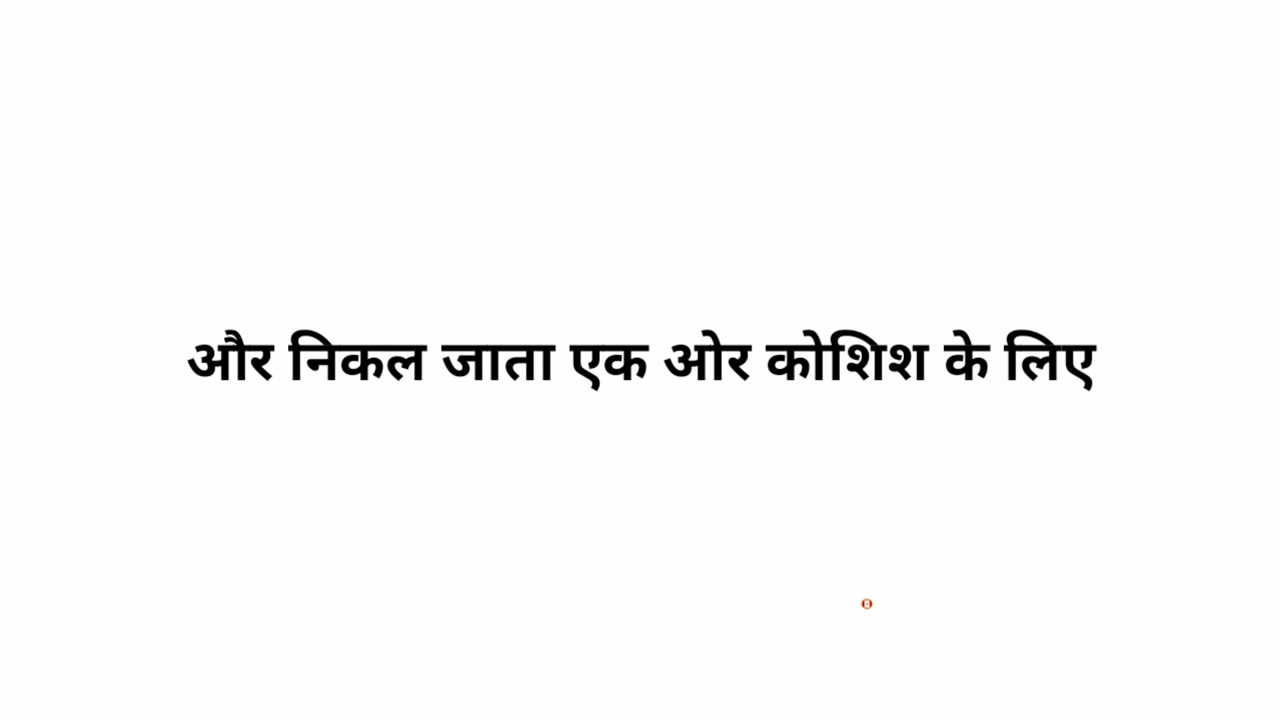 और निकल जाता एक ओर कोशिश के लिए